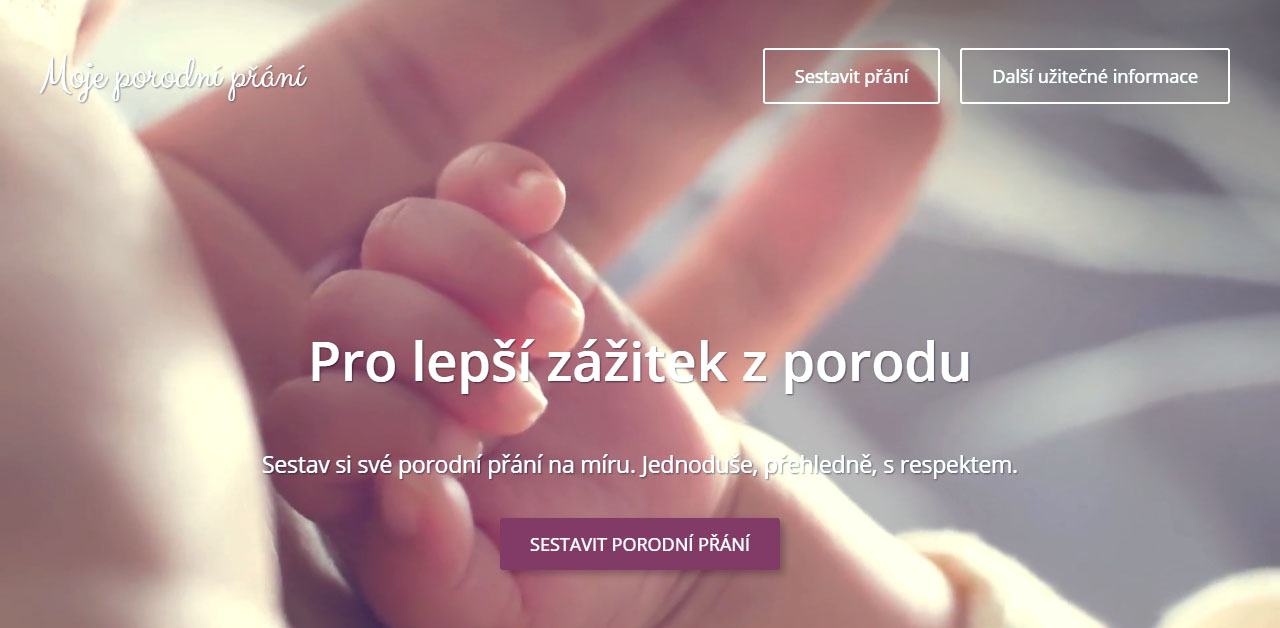 Moje porodní přání
Sestavit přání
Další užitečné informace
Pro lepší zážitek z porodu
Sestav si své porodní přání na míru. Jednoduše, přehledně, s respektem.
SESTAVIT PORODNÍ PŘÁNÍ